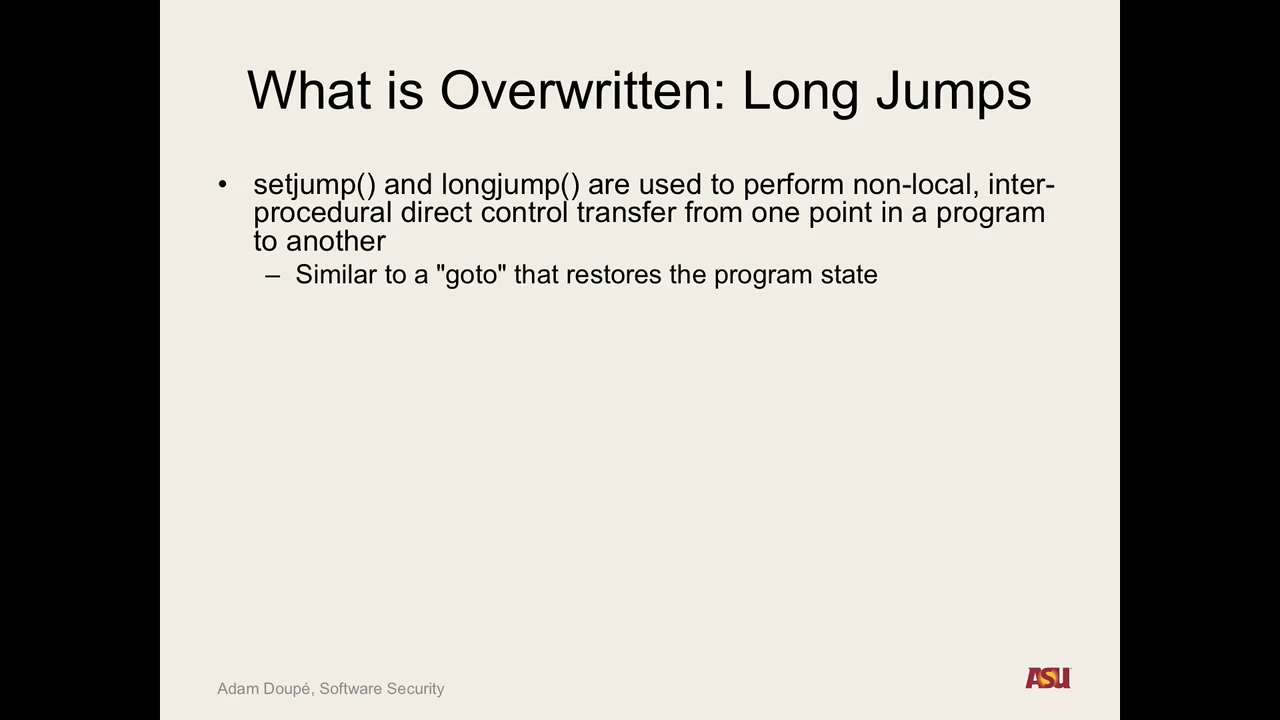 What is Overwritten: Long Jumps
• setjump() and longjump() are used to perform non-local, inter-
procedural direct control transfer from one point in a program
to another
– Similar to a "goto" that restores the program state
Adam Doupé, Software Security
ASU